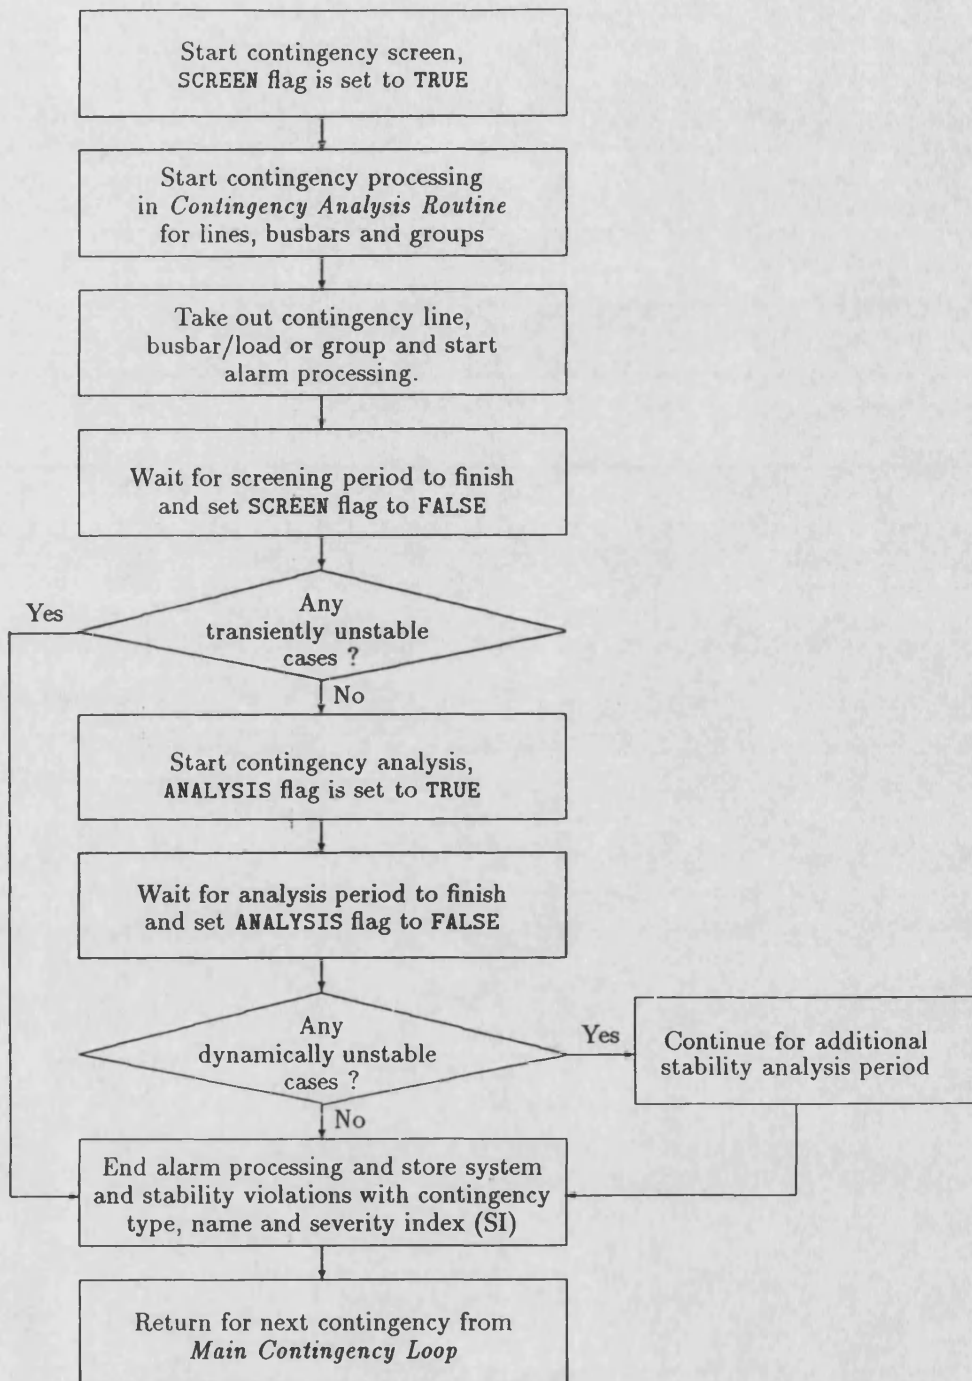 Start contingency screen,
SCREEN flag is set to TRUE
Start contingency processing
in Contingency Analysis Routine
for lines, busbars and groups
Take out contingency line,
busbar/load or group and start
alarm processing.
Wait for screening period to finish
and set SCREEN flag to FALSE
Yes
Any
transiently unstable
cases ?
No
Start contingency analysis,
ANALYSIS flag is set to TRUE
Wait for analysis period to finish
and set ANALYSIS flag to FALSE
Any
dynamically unstable
cases ?
Yes
Continue for additional
stability analysis period
No
End alarm processing and store system
and stability violations with contingency
type, name and severity index (SI)
Return for next contingency from
Main Contingency Loop